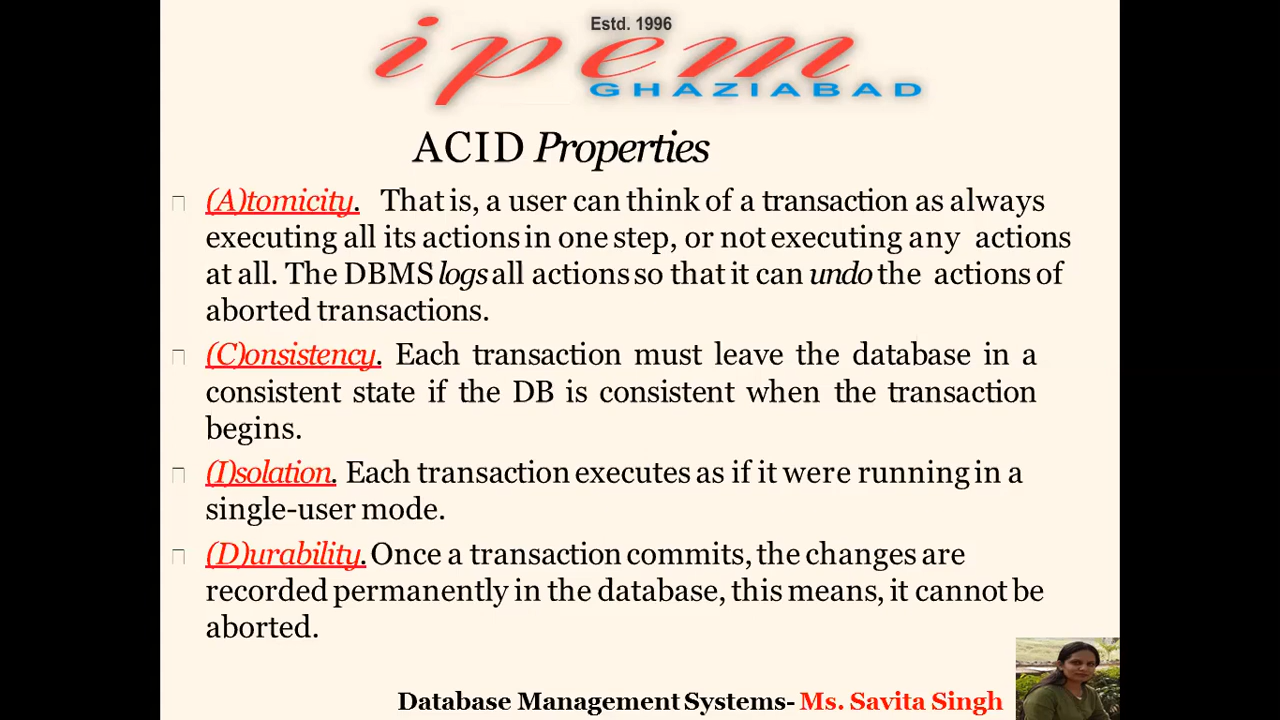 Estd. 1996
ipem
GHAZIABAD
ACID Properties
(A)tomicity. That is, a user can think of a transaction as always
executing all its actions in one step, or not executing any actions
at all. The DBMS logs all actions so that it can undo the actions of
aborted transactions.
(C)onsistency. Each transaction must leave the database in a
consistent state if the DB is consistent when the transaction
begins.
(I)solation. Each transaction executes as if it were running in a
single-user mode.
(D)urability. Once a transaction commits, the changes are
recorded permanently in the database, this means, it cannot be
aborted.
Database Management Systems- Ms. Savita Singh